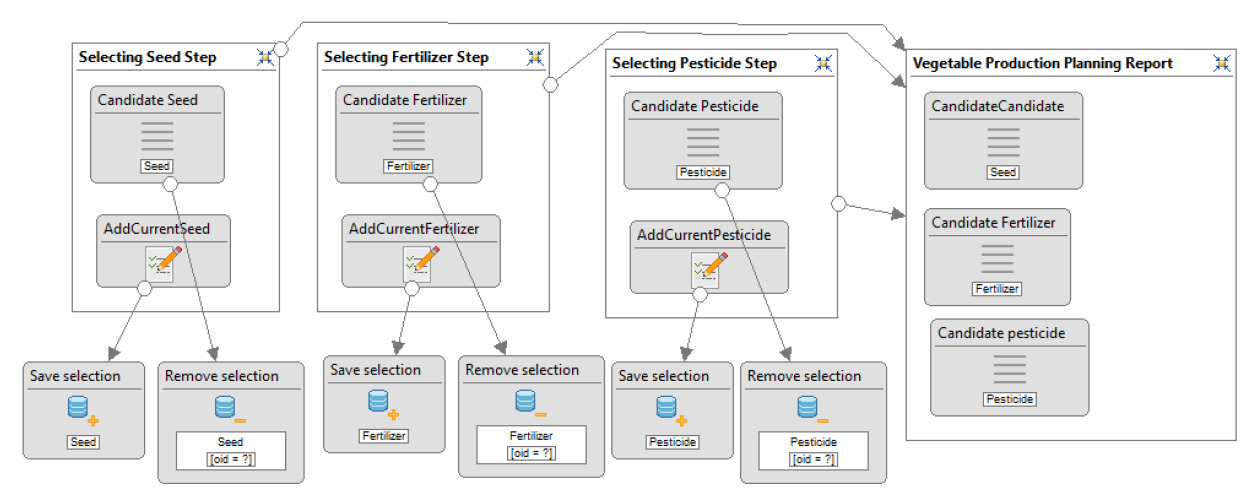 Selecting Seed Step
Candidate Seed
Seed
AddCurrentSeed
Save selection
Seed
Remove selection
Seed
[oid = ?]
Selecting Fertilizer Step
Candidate Fertilizer
Fertilizer
AddCurrentFertilizer
Save selection
Fertilizer
Remove selection
Fertilizer
[oid = ?]
Selecting Pesticide Step
Candidate Pesticide
Pesticide
AddCurrentPesticide
Save selection
Pesticide
Remove selection
Pesticide
[oid = ?]
Vegetable Production Planning Report
CandidateCandidate
Seed
Candidate Fertilizer
Fertilizer
Candidate pesticide
Pesticide